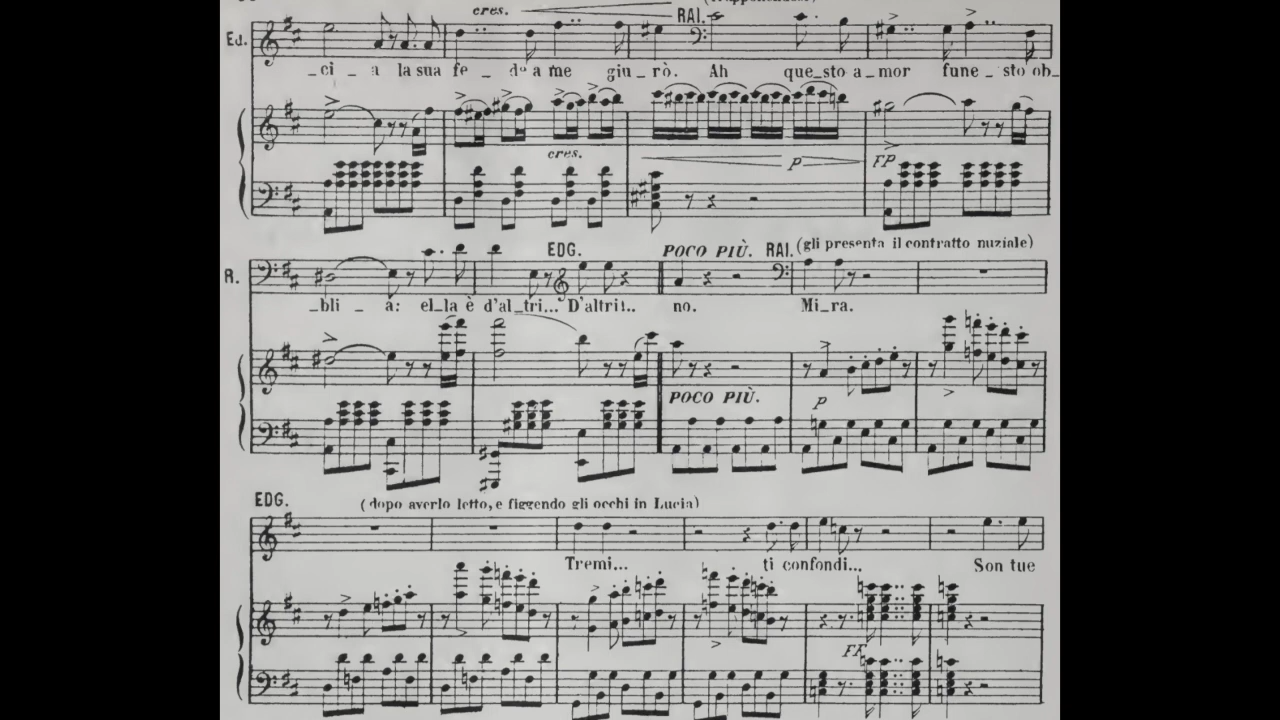 cres.
RAI.
Ed.
_ci _ a la sua fe _ de a me giu _ rò. Ah que_sto a_mor fune _ sto ob_
cres.
p
FP
EDG.
POCO PIÙ.
RAI. (gli presenta il contratto nuziale)
R.
_bli _ a: el_la è d'al_tri... D'altri!.. no. Mi_ra.
POCO PIÙ.
p
EDG.
(dopo averlo letto, e figgendo gli occhi in Lucia)
Tremi... ti confondi... Son tue
FF